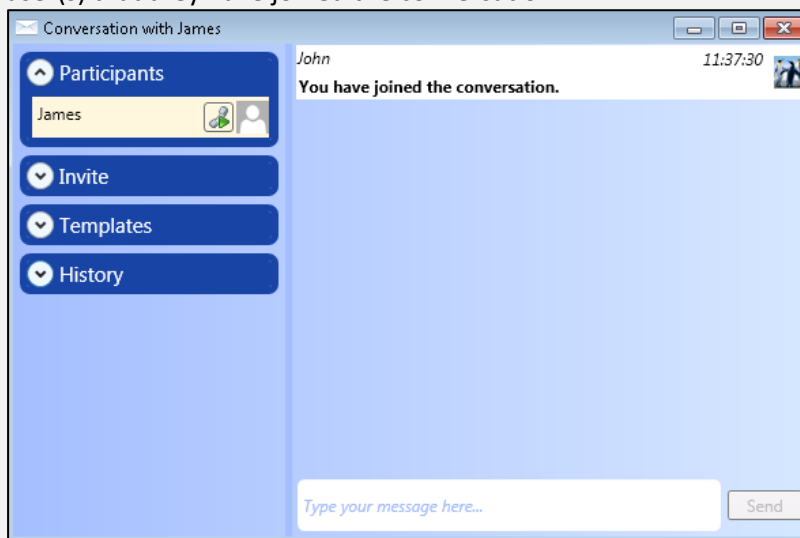 Conversation with James
Participants
James
Invite
Templates
History
John 11:37:30
You have joined the conversation.
Type your message here...
Send